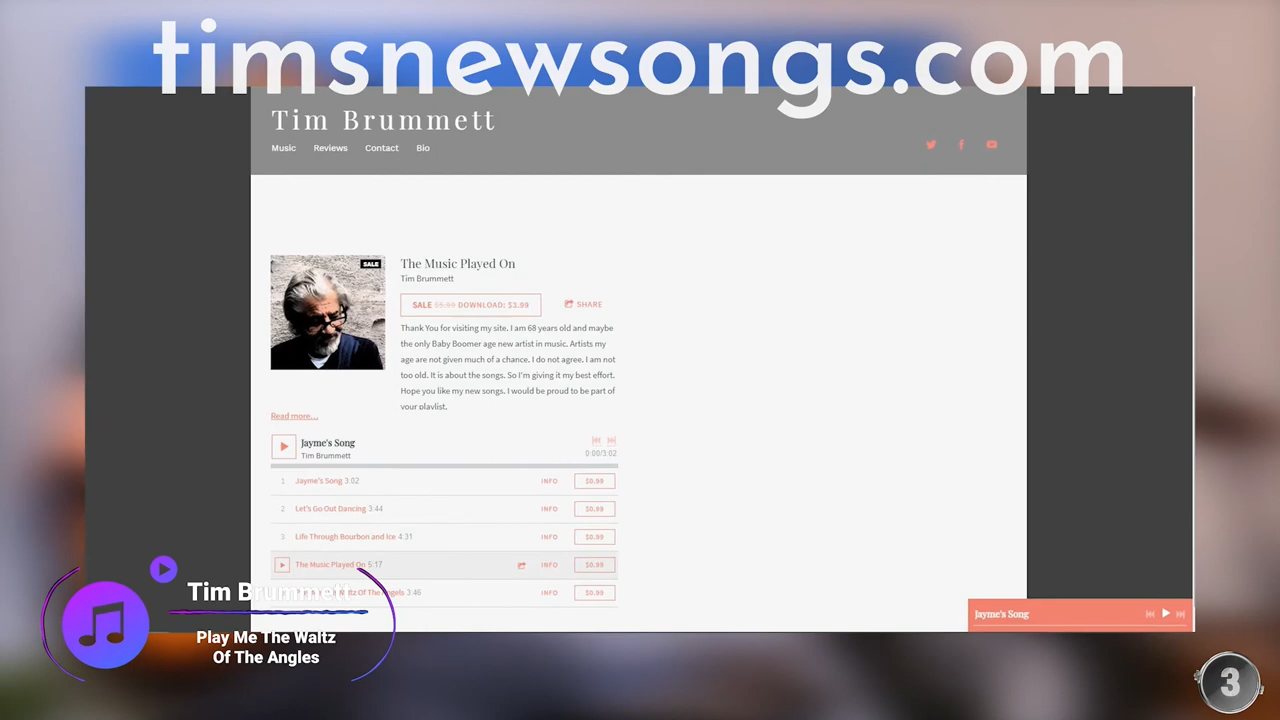 timsnewsongs.com
Tim Brummett
Music Reviews Contact Bio
SALE
The Music Played On
Tim Brummett
SALE $5.99 DOWNLOAD: $3.99 SHARE
Thank You for visiting my site. I am 68 years old and maybe
the only Baby Boomer age new artist in music. Artists my
age are not given much of a chance. I do not agree. I am not
too old. It is about the songs. So I'm giving it my best effort.
Hope you like my new songs. I would be proud to be part of
your playlist.
Read more...
Jayme's Song
Tim Brummett
0:00/3:02
1 Jayme's Song 3:02 INFO $0.99
2 Let's Go Out Dancing 3:44 INFO $0.99
3 Life Through Bourbon and Ice 4:31 INFO $0.99
The Music Played On 5:17 INFO $0.99
Waltz Of The Angels 3:46 INFO $0.99
Jayme's Song
Tim Brummett
Play Me The Waltz
Of The Angles
3